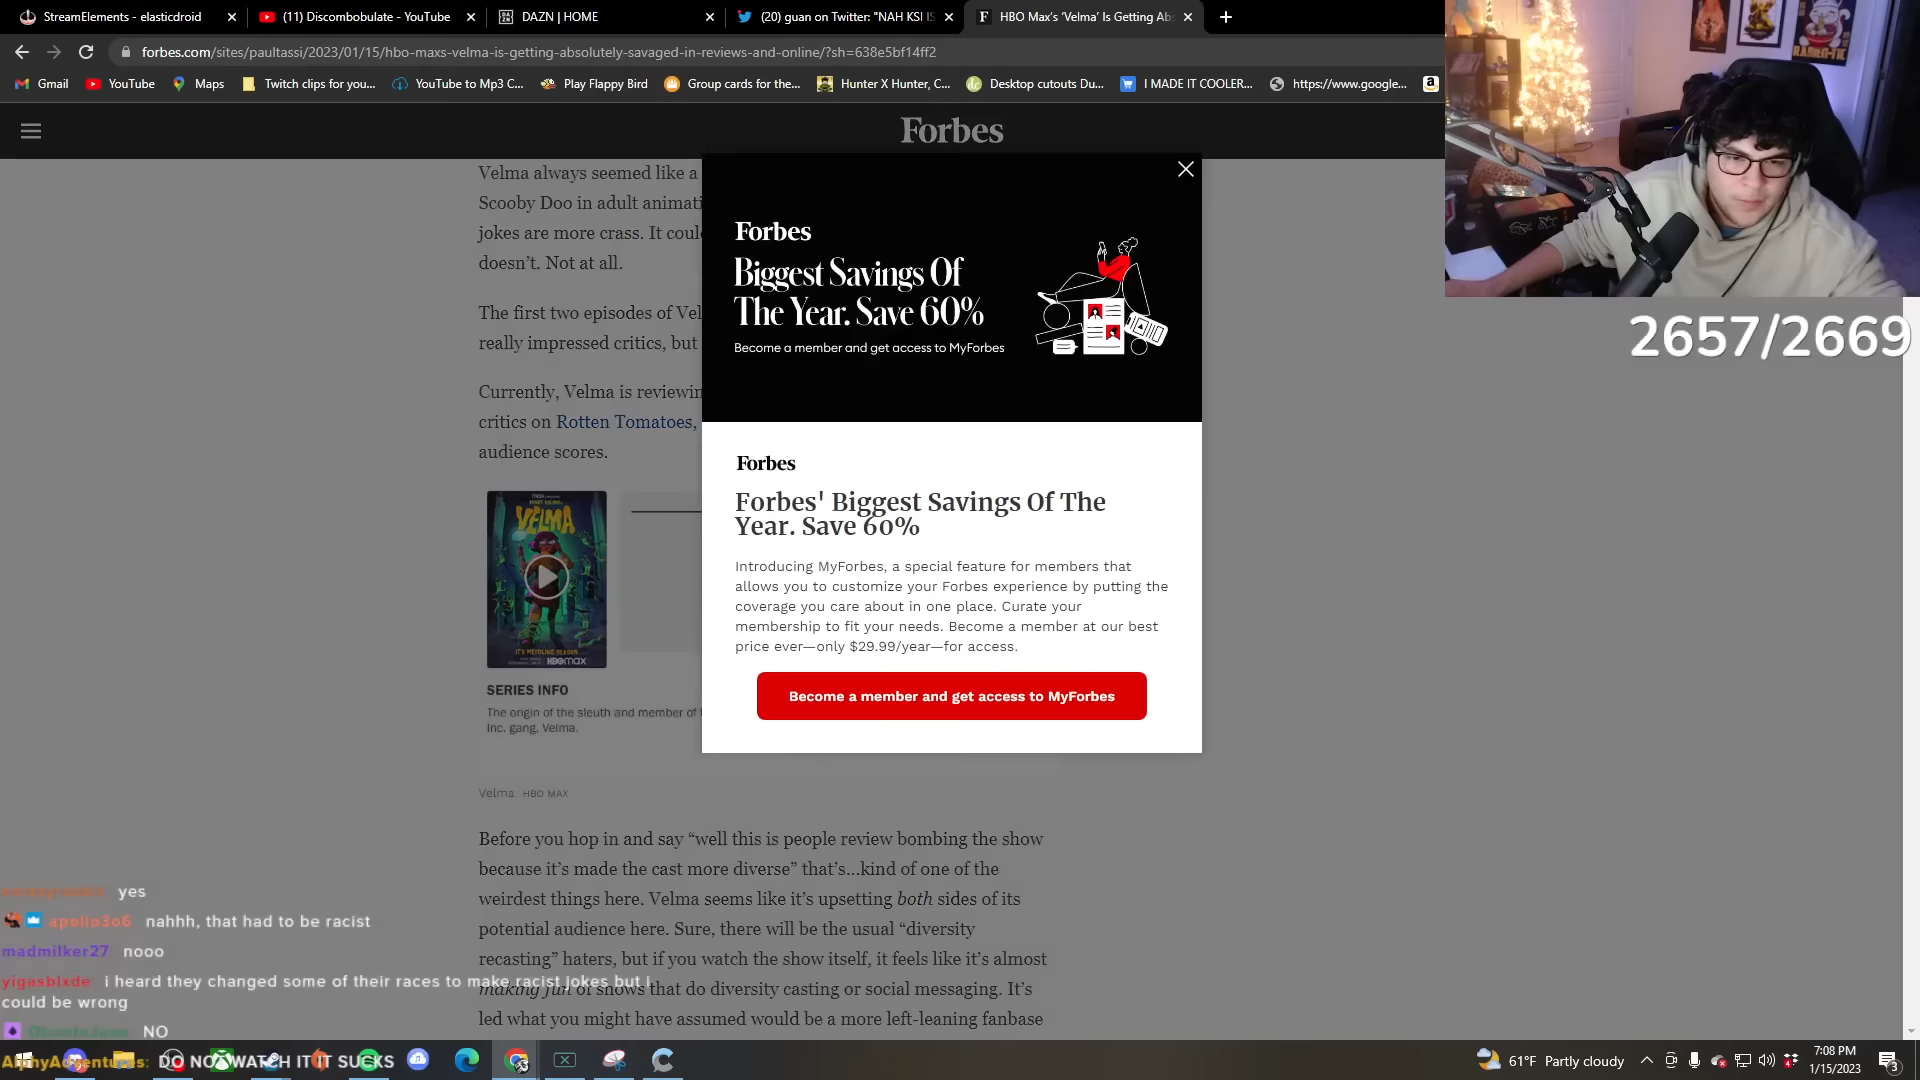 StreamElements - elasticdroid
(11) Discombobulate - YouTube
DAZN | HOME
(20) guan on Twitter: "NAH KSI IS
HBO Max's 'Velma' Is Getting Ab
forbes.com/sites/paultassi/2023/01/15/hbo-maxs-velma-is-getting-absolutely-savaged-in-reviews-and-online/?sh=638e5bf14ff2
Gmail YouTube Maps Twitch clips for you... YouTube to Mp3 C... Play Flappy Bird Group cards for the... Hunter X Hunter, C... Desktop cutouts Du... I MADE IT COOLER... https://www.google...
Forbes
Velma always seemed like a
Scooby Doo in adult animati
jokes are more crass. It coul
doesn't. Not at all.
The first two episodes of Vel
really impressed critics, but
Currently, Velma is reviewin
critics on Rotten Tomatoes,
audience scores.
VELMA
HBOmax
SERIES INFO
The origin of the sleuth and member of t
Inc. gang, Velma.
Velma HBO MAX
Before you hop in and say “well this is people review bombing the show
because it’s made the cast more diverse” that’s...kind of one of the
weirdest things here. Velma seems like it’s upsetting both sides of its
potential audience here. Sure, there will be the usual “diversity
recasting” haters, but if you watch the show itself, it feels like it’s almost
making fun of shows that do diversity casting or social messaging. It’s
led what you might have assumed would be a more left-leaning fanbase
Forbes
Biggest Savings Of
The Year. Save 60%
Become a member and get access to MyForbes
Forbes
Forbes' Biggest Savings Of The
Year. Save 60%
Introducing MyForbes, a special feature for members that
allows you to customize your Forbes experience by putting the
coverage you care about in one place. Curate your
membership to fit your needs. Become a member at our best
price ever—only $29.99/year—for access.
Become a member and get access to MyForbes
2657/2669
yes
apollo3o6 nahhh, that had to be racist
madmilker27 nooo
yigasblxde i heard they changed some of their races to make racist jokes but i
could be wrong
NO
AlphyAdventures: DO NOT WATCH IT IT SUCKS
61°F Partly cloudy
7:08 PM
1/15/2023
3